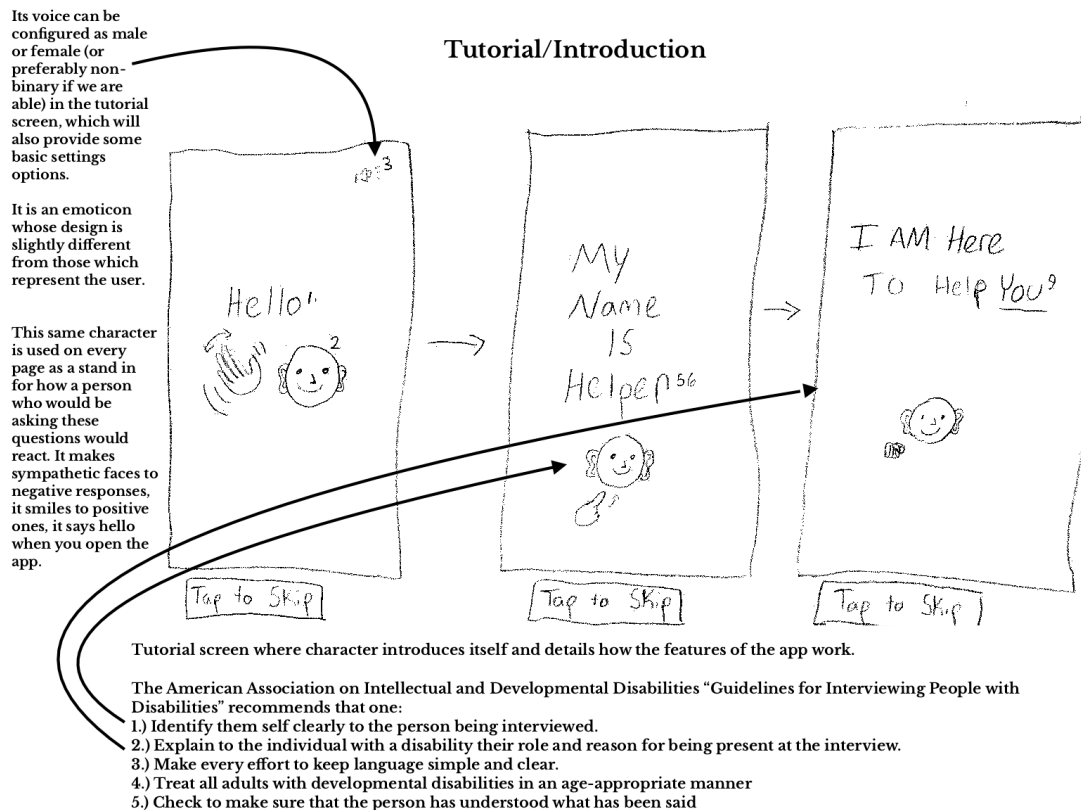 Its voice can be
configured as male
or female (or
preferably non-
binary if we are
able) in the tutorial
screen, which will
also provide some
basic settings
options.
It is an emoticon
whose design is
slightly different
from those which
represent the user.
This same character
is used on every
page as a stand in
for how a person
who would be
asking these
questions would
react. It makes
sympathetic faces to
negative responses,
it smiles to positive
ones, it says hello
when you open the
app.
Tutorial/Introduction
3
Hello
2
Tap to Skip
My
Name
Is
Helper 56
Tap to Skip
I AM Here
To Help You
Tap to Skip
Tutorial screen where character introduces itself and details how the features of the app work.
The American Association on Intellectual and Developmental Disabilities “Guidelines for Interviewing People with
Disabilities” recommends that one:
1.) Identify them self clearly to the person being interviewed.
2.) Explain to the individual with a disability their role and reason for being present at the interview.
3.) Make every effort to keep language simple and clear.
4.) Treat all adults with developmental disabilities in an age-appropriate manner
5.) Check to make sure that the person has understood what has been said